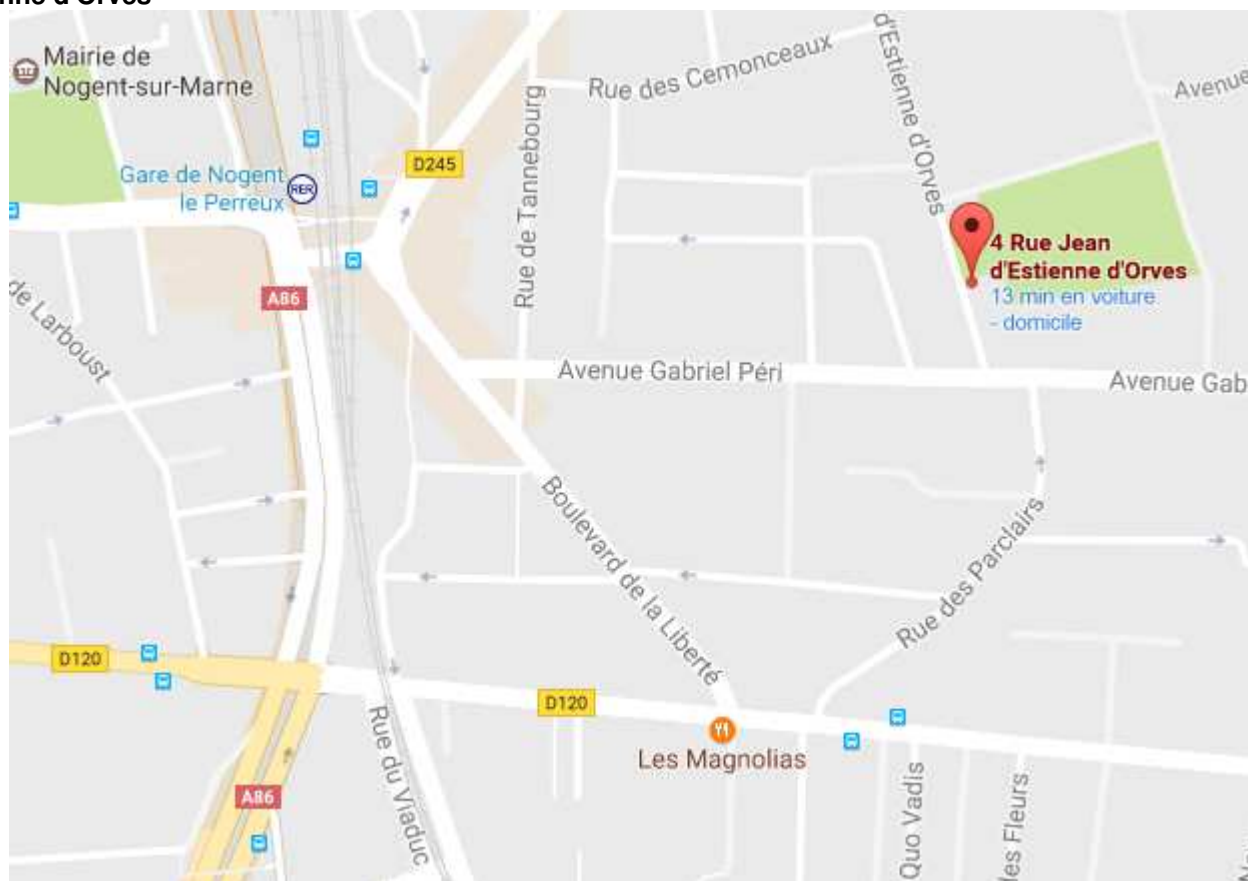 Mairie de
Nogent-sur-Marne
Gare de Nogent
le Perreux
RER
D245
Rue de Tannebourg
Rue des Cemonceaux
d'Estienne d'Orves
Avenue
4 Rue Jean
d'Estienne d'Orves
13 min en voiture
- domicile
A86
de Larboust
Avenue Gabriel Péri
Avenue Gab
Boulevard de la Liberté
Rue des Parclairs
D120
D120
Les Magnolias
Rue du Viaduc
A86
Quo Vadis
des Fleurs